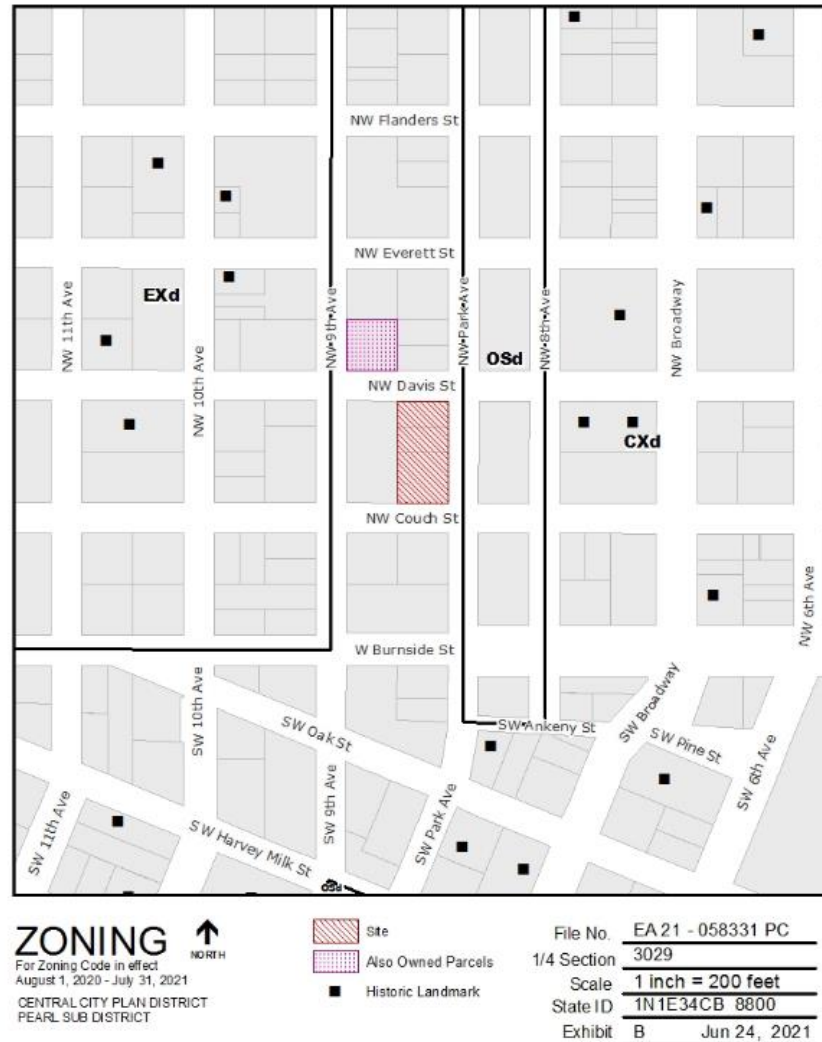 NW Flanders St
NW Everett St
NW 11th Ave
EXd
NW 10th Ave
NW 9th Ave
NW Park Ave
OSd
NW 8th Ave
NW Broadway
NW Davis St
CXd
NW Couch St
NW 6th Ave
W Burnside St
SW 10th Ave
SW Oak St
SW Ankeny St
SW Broadway
SW Pine St
SW 6th Ave
SW 11th Ave
SW Harvey Milk St
SW 9th Ave
SW Park Ave
ZONING
NORTH
For Zoning Code in effect
August 1, 2020 - July 31, 2021
CENTRAL CITY PLAN DISTRICT
PEARL SUB DISTRICT
Site
Also Owned Parcels
Historic Landmark
File No. EA 21 - 058331 PC
1/4 Section 3029
Scale 1 inch = 200 feet
State ID 1N1E34CB 8800
Exhibit B Jun 24, 2021